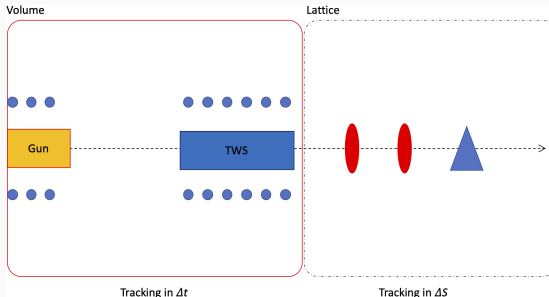 Volume
Lattice
Gun
TWS
Tracking in Δt
Tracking in ΔS